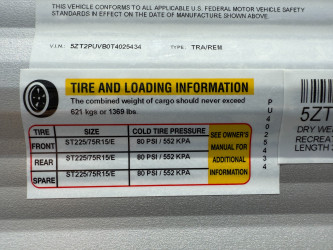 THIS VEHICLE CONFORMS TO ALL APPLICABLE U.S. FEDERAL MOTOR VEHICLE SAFETY
STANDARDS IN EFFECT ON THE DATE OF MANUFACTURE SHOWN ABOVE
V.I.N.: 5ZT2PUVB0T4025434 TYPE: TRA/REM
TIRE AND LOADING INFORMATION
The combined weight of cargo should never exceed
621 kgs or 1369 lbs.
TIRE SIZE COLD TIRE PRESSURE
FRONT ST225/75R15/E 80 PSI / 552 KPA
REAR ST225/75R15/E 80 PSI / 552 KPA
SPARE ST225/75R15/E 80 PSI / 552 KPA
SEE OWNER'S
MANUAL FOR
ADDITIONAL
INFORMATION
PU4025434
5ZT
DRY WE
RECREAT
LENGTH